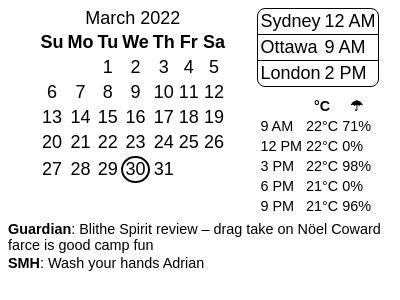 March 2022
Su Mo Tu We Th Fr Sa
1 2 3 4 5
6 7 8 9 10 11 12
13 14 15 16 17 18 19
20 21 22 23 24 25 26
27 28 29 30 31
Sydney 12 AM
Ottawa 9 AM
London 2 PM
°C ☂
9 AM 22°C 71%
12 PM 22°C 0%
3 PM 22°C 98%
6 PM 21°C 0%
9 PM 21°C 96%
Guardian: Blithe Spirit review – drag take on Nöel Coward
farce is good camp fun
SMH: Wash your hands Adrian